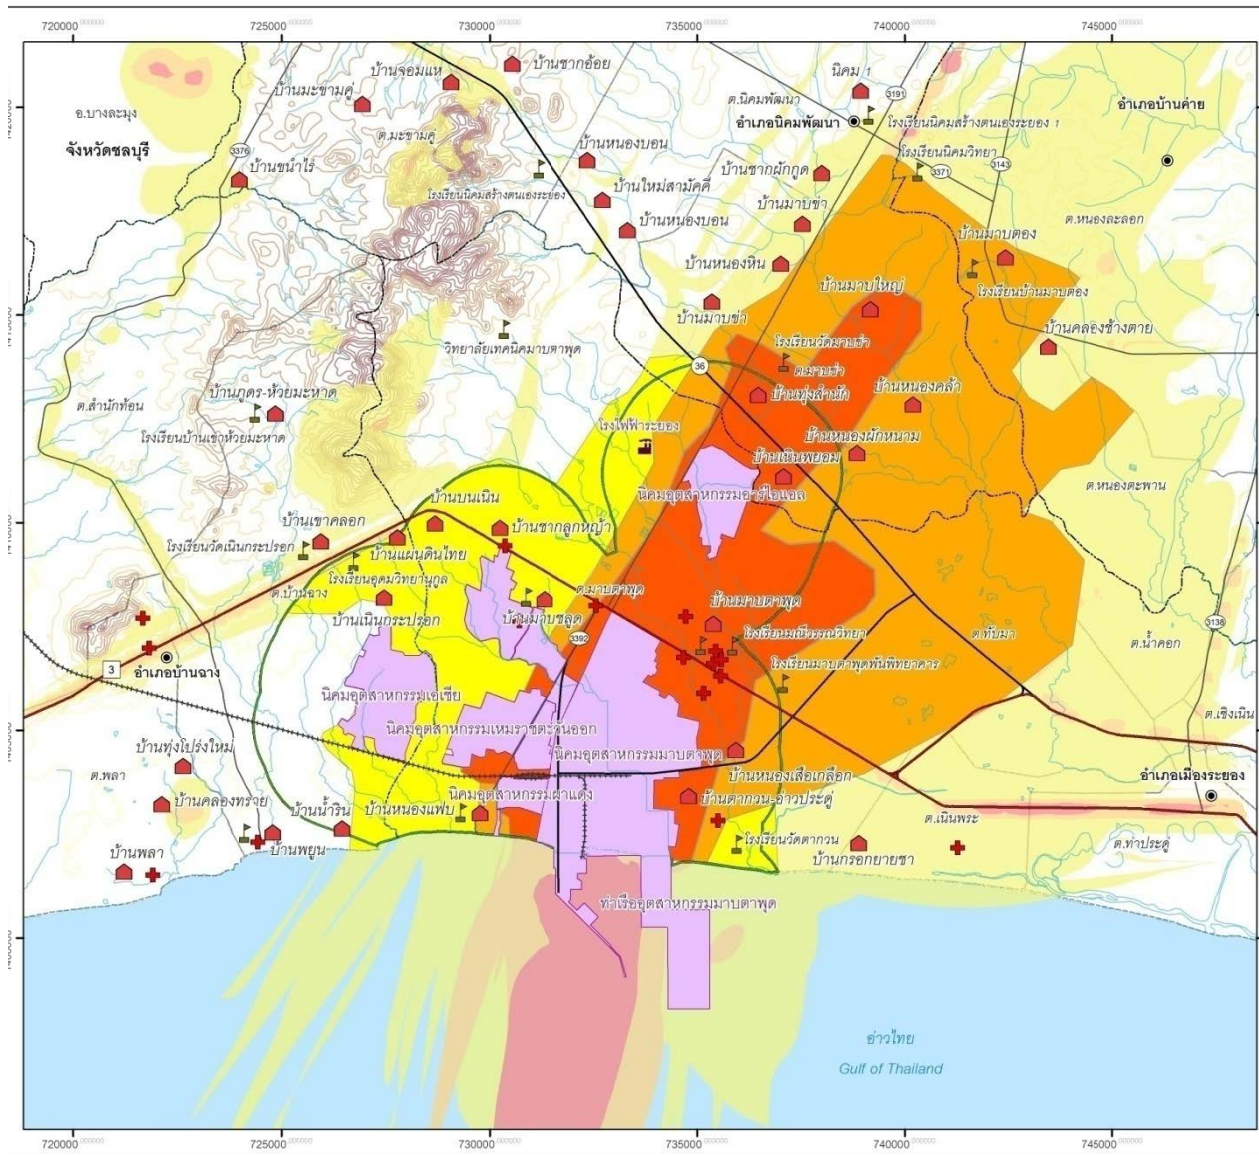 720000
725000
730000
735000
740000
745000
บ้านจอมแห
บ้านซากอ้อย
นิคม 1
บ้านมะขามคู่
3191
ต.นิคมพัฒนา
อ.บางละมุง
อำเภอบ้านค่าย
อำเภอนิคมพัฒนา
โรงเรียนนิคมสร้างตนเองระยอง 1
ต.มะขามคู่
จังหวัดชลบุรี
3376
บ้านหนองบอน
โรงเรียนนิคมวิทยา
3143
บ้านขนำไร่
บ้านซากผักกูด
3371
โรงเรียนนิคมสร้างตนเองระยอง
บ้านใหม่สามัคคี
บ้านมาบข่า
บ้านหนองบอน
ต.หนองละลอก
บ้านมาบตอง
บ้านหนองหิน
โรงเรียนบ้านมาบตอง
บ้านมาบใหญ่
บ้านมาบข่า
บ้านคลองช้างตาย
โรงเรียนวัดมาบข่า
วิทยาลัยเทคนิคมาบตาพุด
36
ต.มาบข่า
บ้านภูดร-ห้วยมะหาด
บ้านทุ่งสำนัก
บ้านหนองคล้า
ต.สำนักท้อน
โรงเรียนบ้านเขาห้วยมะหาด
โรงไฟฟ้าระยอง
บ้านหนองผักหนาม
บ้านเนินพยอม
นิคมอุตสาหกรรมอาร์ไอแอล
ต.หนองตะพาน
บ้านบนเนิน
บ้านเขาคลอก
บ้านซากลูกหญ้า
โรงเรียนวัดเนินกระปรอก
บ้านแผ่นดินไทย
โรงเรียนอุดมวิทยานุกูล
ต.บ้านฉาง
ต.มาบตาพุด
บ้านมาบตาพุด
บ้านเนินกระปรอก
บ้านมาบชลูด
3392
โรงเรียนมณีวรรณวิทยา
ต.ทับมา
ต.น้ำคอก
3138
3
อำเภอบ้านฉาง
โรงเรียนมาบตาพุดพันพิทยาคาร
นิคมอุตสาหกรรมเอเชีย
ต.เชิงเนิน
นิคมอุตสาหกรรมเหมราชตะวันออก
บ้านทุ่งโปร่งใหม่
นิคมอุตสาหกรรมมาบตาพุด
ต.พลา
บ้านหนองเสือเกลือก
อำเภอเมืองระยอง
บ้านคลองทราย
บ้านน้ำริน
บ้านหนองแฟบ
นิคมอุตสาหกรรมผาแดง
บ้านตากวน-อ่าวประดู่
ต.เนินพระ
โรงเรียนวัดตากวน
บ้านพยูน
บ้านพลา
บ้านกรอกยายชา
ต.ท่าประดู่
ท่าเรืออุตสาหกรรมมาบตาพุด
อ่าวไทย
Gulf of Thailand
720000
725000
730000
735000
740000
745000